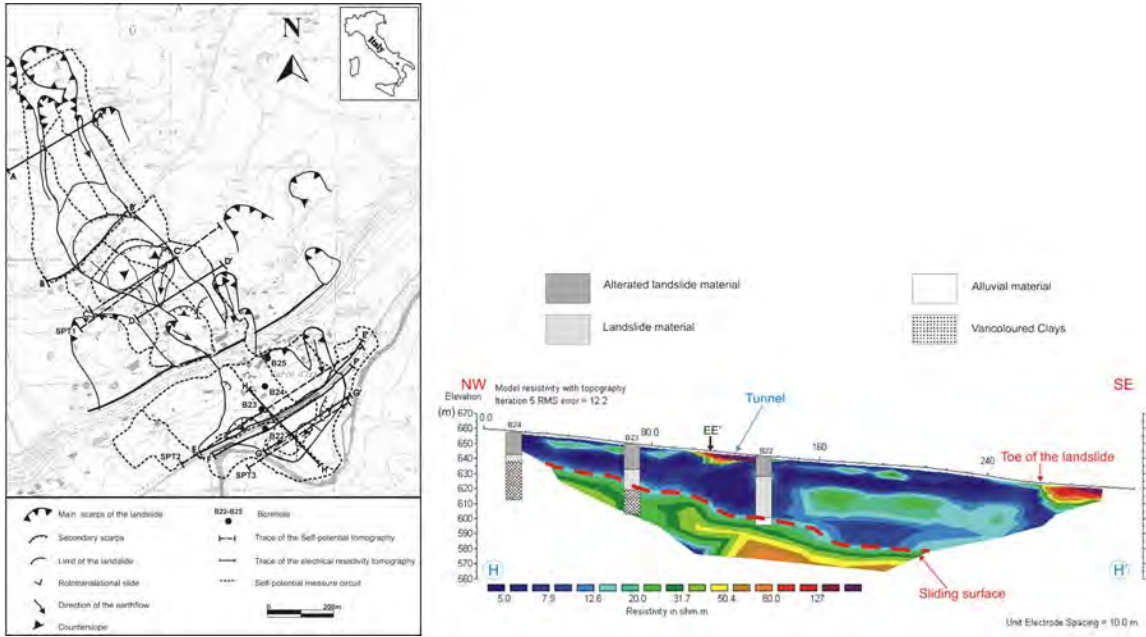 N
Italy
A
A'
B
B'
C
C'
D
D'
SPT1
B25
E'
B24
H
B23
G'
B22
E
G
SPT2
SPT3
H'
Main scarps of the landslide
Secondary scarps
Limit of the landslide
Rototranslational slide
Direction of the earthflow
Counterslope
B22-B25
Borehole
Trace of the Self-potential tomography
Trace of the electrical resistivity tomography
Self-potential measure circuit
0
200m
Alterated landslide material
Alluvial material
Landslide material
Varicoloured Clays
NW
SE
Model resistivity with topography
Iteration 5 RMS error = 12.2
Elevation
(m)
Tunnel
670
660
650
640
630
620
610
600
590
580
570
560
0.0
80.0
160
240
B24
B23
EE'
B22
Toe of the landslide
H
H'
5.0 7.9 12.6 20.0 31.7 50.4 80.0 127
Resistivity in ohm.m
Sliding surface
Unit Electrode Spacing = 10.0 m